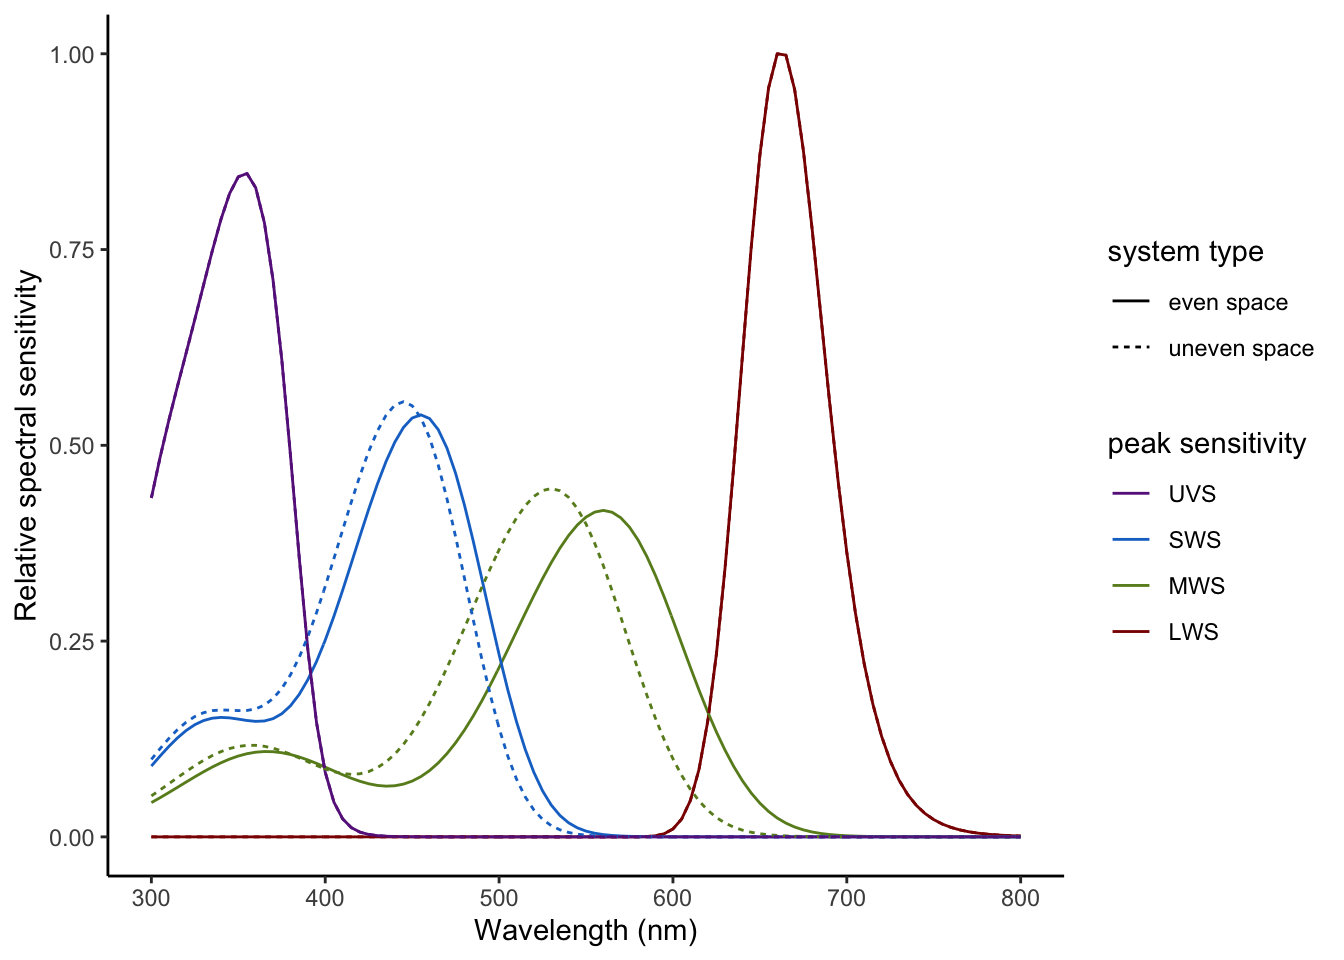 1.00
0.75
0.50
0.25
0.00
Relative spectral sensitivity
300 400 500 600 700 800
Wavelength (nm)
system type
even space
uneven space
peak sensitivity
UVS
SWS
MWS
LWS